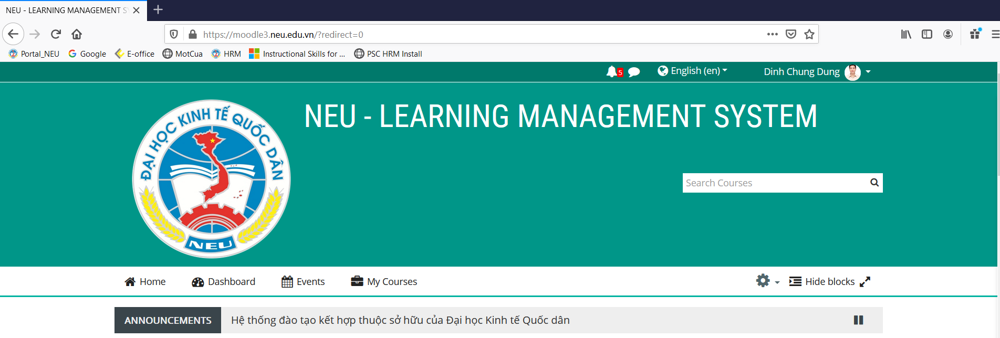 NEU - LEARNING MANAGEMENT S
https://moodle3.neu.edu.vn/?redirect=0
Portal_NEU Google E-office MotCua HRM Instructional Skills for ... PSC HRM Install
5 English (en) Dinh Chung Dung
NEU - LEARNING MANAGEMENT SYSTEM
ĐẠI HỌC KINH TẾ QUỐC DÂN
NEU
Search Courses
Home Dashboard Events My Courses Hide blocks
ANNOUNCEMENTS Hệ thống đào tạo kết hợp thuộc sở hữu của Đại học Kinh tế Quốc dân